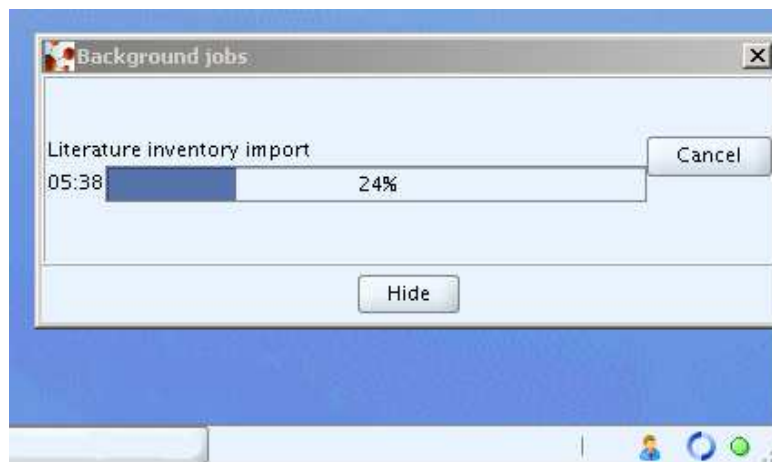 Background jobs
Literature inventory import
Cancel
05:38 24%
Hide